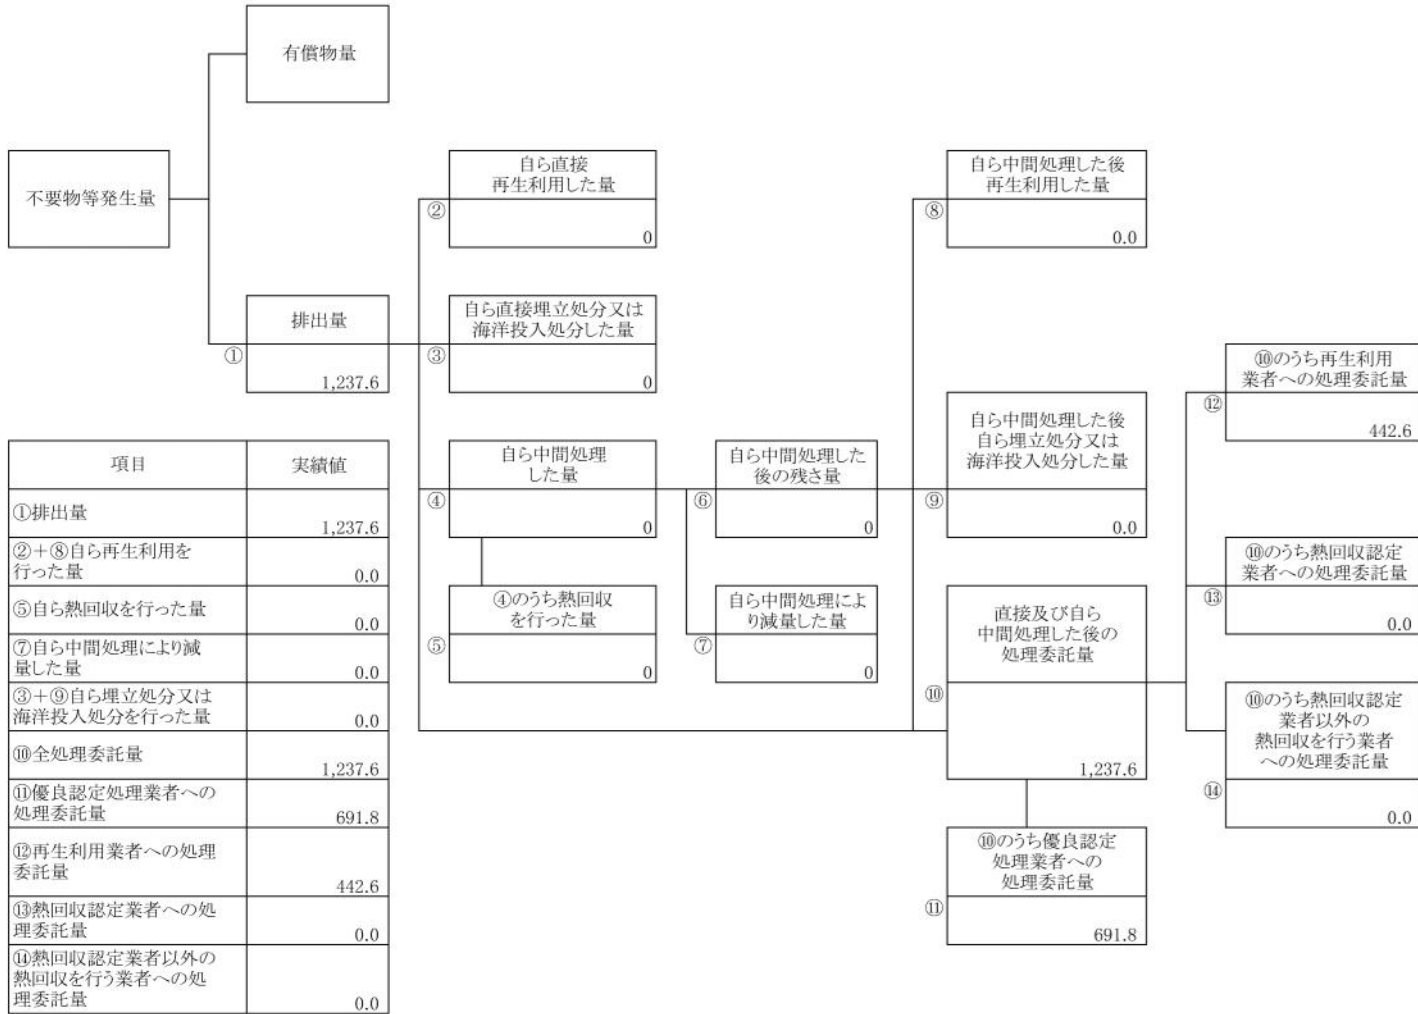 有償物量
不要物等発生量
自ら直接
再生利用した量
②
0
自ら中間処理した後
再生利用した量
⑧
0.0
排出量
①
1,237.6
自ら直接埋立処分又は
海洋投入処分した量
③
0
⑩のうち再生利用
業者への処理委託量
⑫
442.6
自ら中間処理
した量
④
0
自ら中間処理した
後の残さ量
⑥
0
自ら中間処理した後
自ら埋立処分又は
海洋投入処分した量
⑨
0.0
⑩のうち熱回収認定
業者への処理委託量
⑬
0.0
④のうち熱回収
を行った量
⑤
0
自ら中間処理によ
り減量した量
⑦
0
直接及び自ら
中間処理した後の
処理委託量
⑩
1,237.6
⑩のうち熱回収認定
業者以外の
熱回収を行う業者
への処理委託量
⑭
0.0
⑩のうち優良認定
処理業者への
処理委託量
⑪
691.8
項目 実績値
①排出量
1,237.6
②＋⑧自ら再生利用を
行った量
0.0
⑤自ら熱回収を行った量
0.0
⑦自ら中間処理により減
量した量
0.0
③＋⑨自ら埋立処分又は
海洋投入処分を行った量
0.0
⑩全処理委託量
1,237.6
⑪優良認定処理業者への
処理委託量
691.8
⑫再生利用業者への処理
委託量
442.6
⑬熱回収認定業者への処
理委託量
0.0
⑭熱回収認定業者以外の
熱回収を行う業者への処
理委託量
0.0